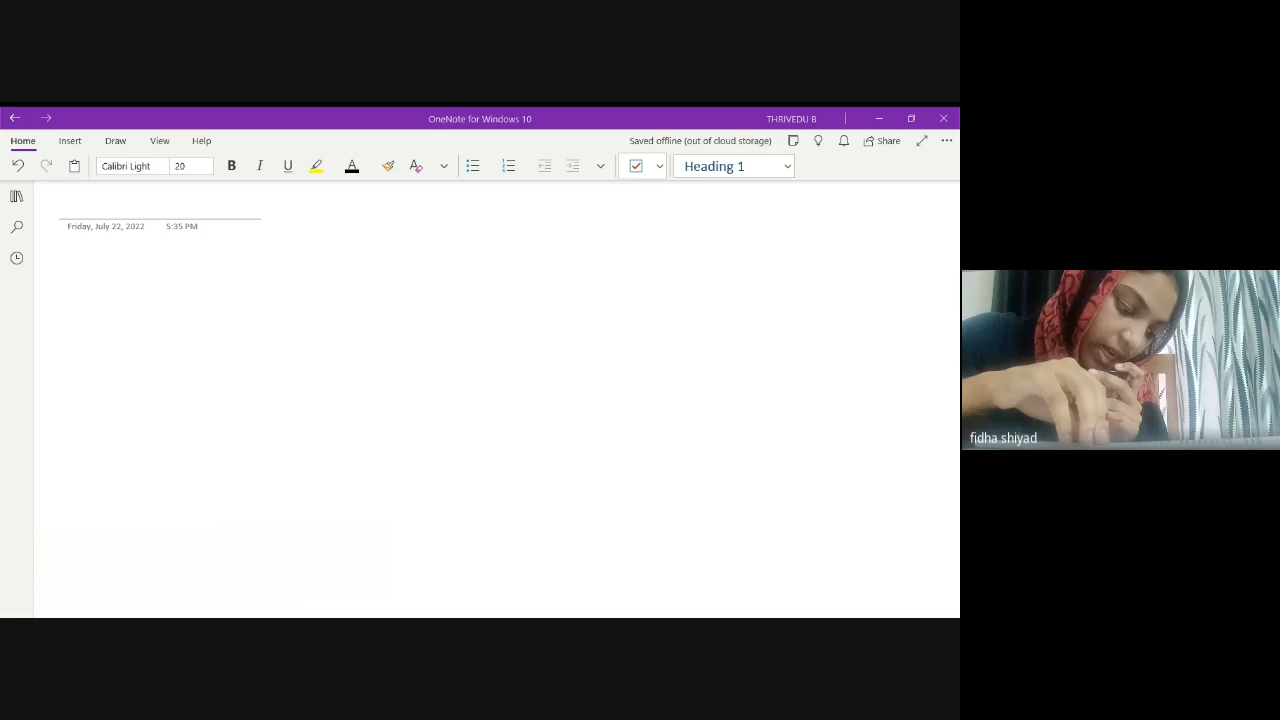 OneNote for Windows 10
THRIVEDU B
Home Insert Draw View Help
Saved offline (out of cloud storage)
Share
Calibri Light 20
B I U A A
Heading 1
Friday, July 22, 2022 5:35 PM
fidha shiyad